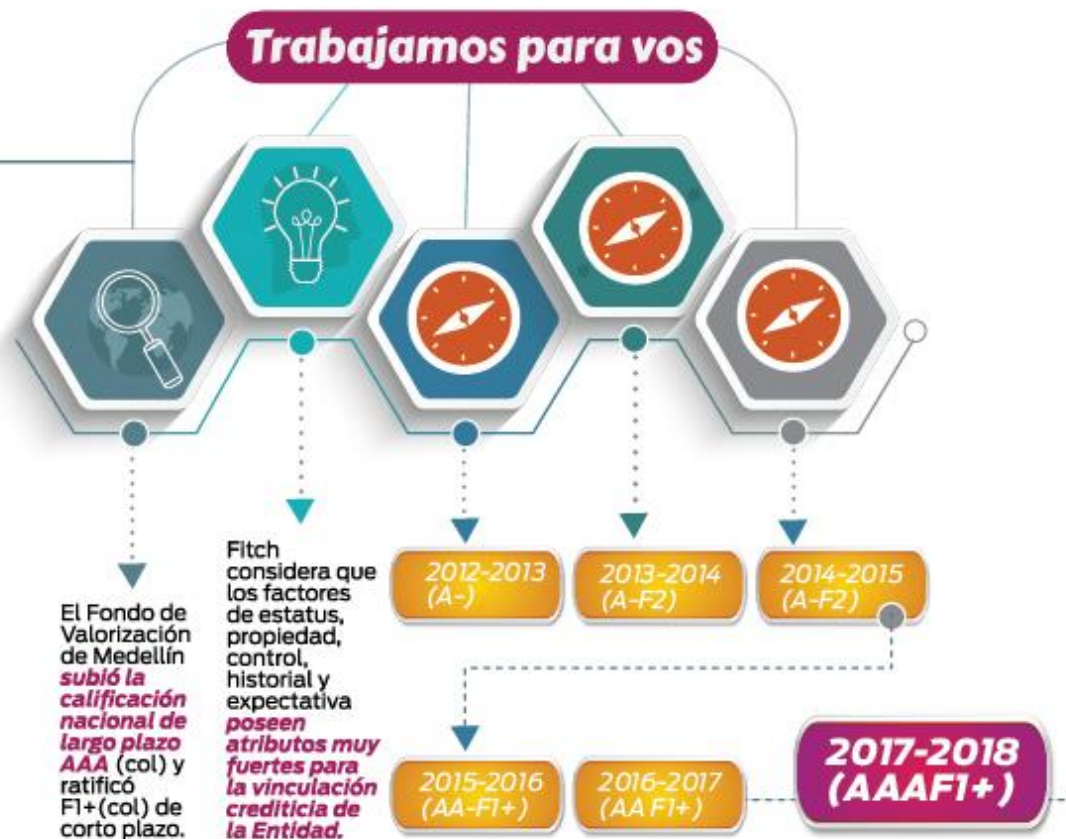 Trabajamos para vos
El Fondo de
Valorización
de Medellín
subió la
calificación
nacional de
largo plazo
AAA (col) y
ratificó
F1+(col) de
corto plazo.
Fitch
considera que
los factores
de estatus,
propiedad,
control,
historial y
expectativa
poseen
atributos muy
fuertes para
la vinculación
crediticia de
la Entidad.
2012-2013
(A-)
2013-2014
(A-F2)
2014-2015
(A-F2)
2015-2016
(AA-F1+)
2016-2017
(AA F1+)
2017-2018
(AAAF1+)